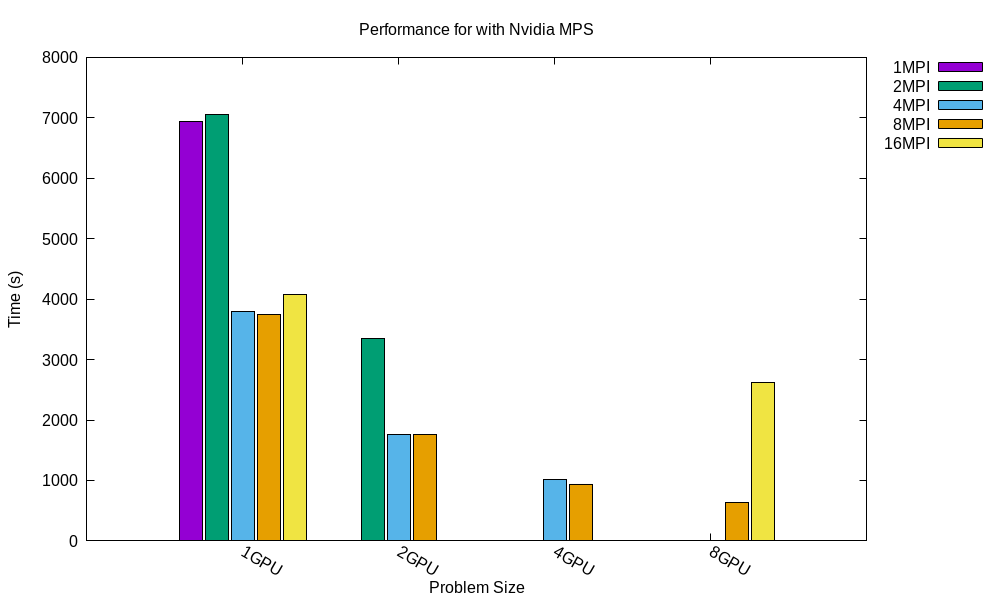 Performance for with Nvidia MPS
8000
7000
6000
5000
4000
3000
2000
1000
0
Time (s)
1GPU
2GPU
4GPU
8GPU
Problem Size
1MPI
2MPI
4MPI
8MPI
16MPI